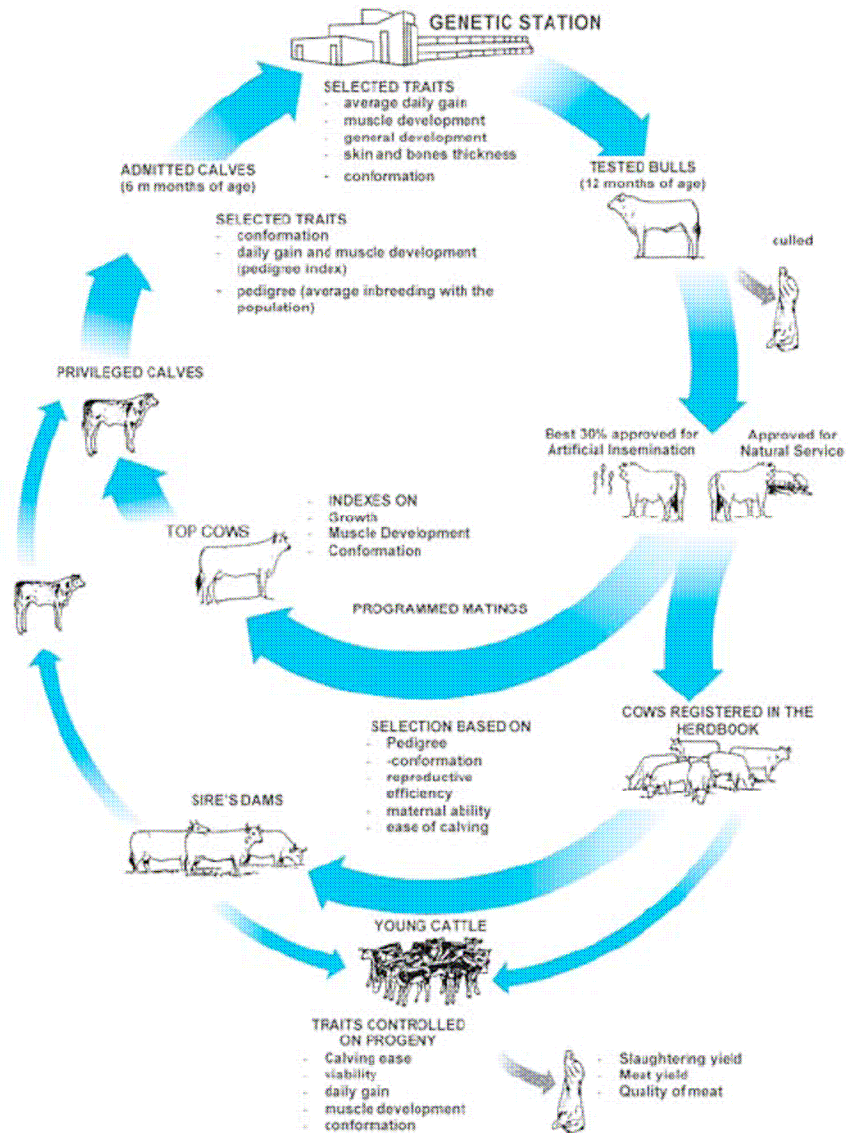 GENETIC STATION
SELECTED TRAITS
- average daily gain
- muscle development
- general development
- skin and bones thickness
- conformation
ADMITTED CALVES
(6 m months of age)
TESTED BULLS
(12 months of age)
SELECTED TRAITS
- conformation
- daily gain and muscle development
(pedigree index)
- pedigree (average inbreeding with the
population)
culled
PRIVILEGED CALVES
Best 30% approved for
Artificial Insemination
Approved for
Natural Service
- INDEXES ON
- Growth
- Muscle Development
- Conformation
TOP COWS
PROGRAMMED MATINGS
COWS REGISTERED IN THE
HERDBOOK
SELECTION BASED ON
- Pedigree
- -conformation
- reproductive
efficiency
- maternal ability
- ease of calving
SIRE'S DAMS
YOUNG CATTLE
TRAITS CONTROLLED
ON PROGENY
- Calving ease
- viability
- daily gain
- muscle development
- conformation
- Slaughtering yield
- Meat yield
- Quality of meat